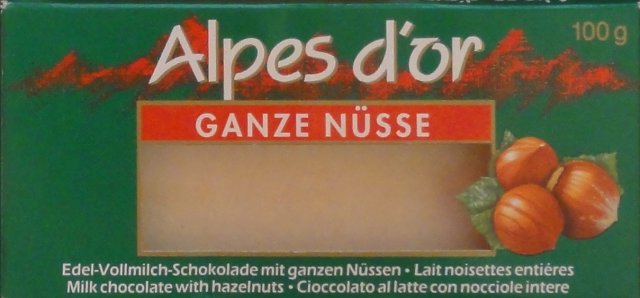 Alpes d'or
100 g
GANZE NÜSSE
Edel-Vollmilch-Schokolade mit ganzen Nüssen · Lait noisettes entiéres
Milk chocolate with hazelnuts · Cioccolato al latte con nocciole intere